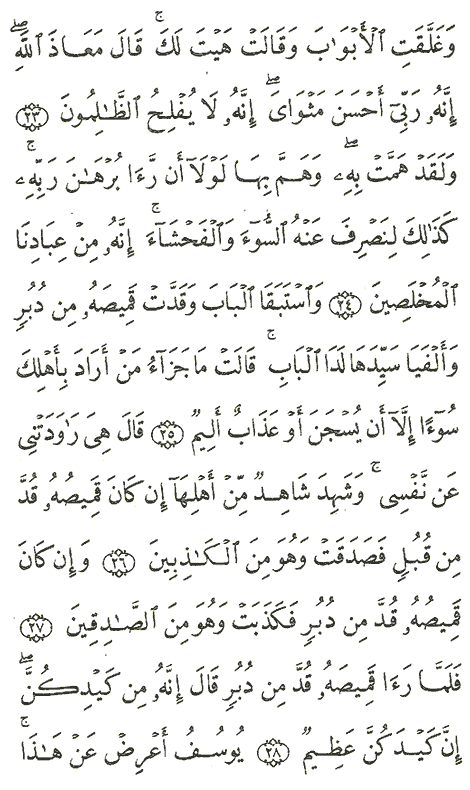 وَغَلَّقَتِ ٱلْأَبْوَٰبَ وَقَالَتْ هَيْتَ لَكَ ۚ قَالَ مَعَاذَ ٱللَّهِ ۖ
إِنَّهُۥ رَبِّىٓ أَحْسَنَ مَثْوَاىَ ۖ إِنَّهُۥ لَا يُفْلِحُ ٱلظَّـٰلِمُونَ ٢٣
وَلَقَدْ هَمَّتْ بِهِۦ ۖ وَهَمَّ بِهَا لَوْلَآ أَن رَّءَا بُرْهَـٰنَ رَبِّهِۦ ۚ
كَذَٰلِكَ لِنَصْرِفَ عَنْهُ ٱلسُّوٓءَ وَٱلْفَحْشَآءَ ۚ إِنَّهُۥ مِنْ عِبَادِنَا
ٱلْمُخْلَصِينَ ٢٤ وَٱسْتَبَقَا ٱلْبَابَ وَقَدَّتْ قَمِيصَهُۥ مِن دُبُرٍ
وَأَلْفَيَا سَيِّدَهَا لَدَا ٱلْبَابِ ۚ قَالَتْ مَا جَزَآءُ مَنْ أَرَادَ بِأَهْلِكَ
سُوٓءًا إِلَّآ أَن يُسْجَنَ أَوْ عَذَابٌ أَلِيمٌ ٢٥ قَالَ هِىَ رَٰوَدَتْنِى
عَن نَّفْسِى ۚ وَشَهِدَ شَاهِدٌ مِّنْ أَهْلِهَآ إِن كَانَ قَمِيصُهُۥ قُدَّ
مِن قُبُلٍ فَصَدَقَتْ وَهُوَ مِنَ ٱلْكَـٰذِبِينَ ٢٦ وَإِن كَانَ
قَمِيصُهُۥ قُدَّ مِن دُبُرٍ فَكَذَبَتْ وَهُوَ مِنَ ٱلصَّـٰدِقِينَ ٢٧
فَلَمَّا رَءَا قَمِيصَهُۥ قُدَّ مِن دُبُرٍ قَالَ إِنَّهُۥ مِن كَيْدِكُنَّ ۖ
إِنَّ كَيْدَكُنَّ عَظِيمٌ ٢٨ يُوسُفُ أَعْرِضْ عَنْ هَـٰذَا ۚ